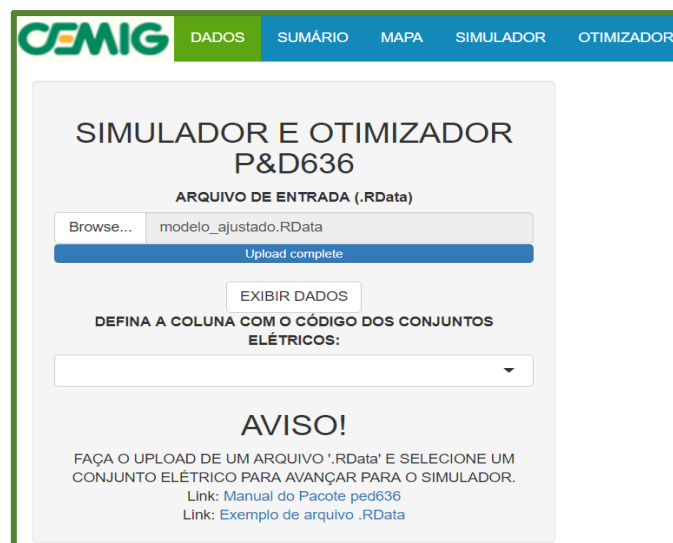 CEMIG DADOS SUMÁRIO MAPA SIMULADOR OTIMIZADOR
SIMULADOR E OTIMIZADOR
P&D636
ARQUIVO DE ENTRADA (.RData)
Browse... modelo_ajustado.RData
Upload complete
EXIBIR DADOS
DEFINA A COLUNA COM O CÓDIGO DOS CONJUNTOS
ELÉTRICOS:
AVISO!
FAÇA O UPLOAD DE UM ARQUIVO '.RData' E SELECIONE UM
CONJUNTO ELÉTRICO PARA AVANÇAR PARA O SIMULADOR.
Link: Manual do Pacote ped636
Link: Exemplo de arquivo .RData